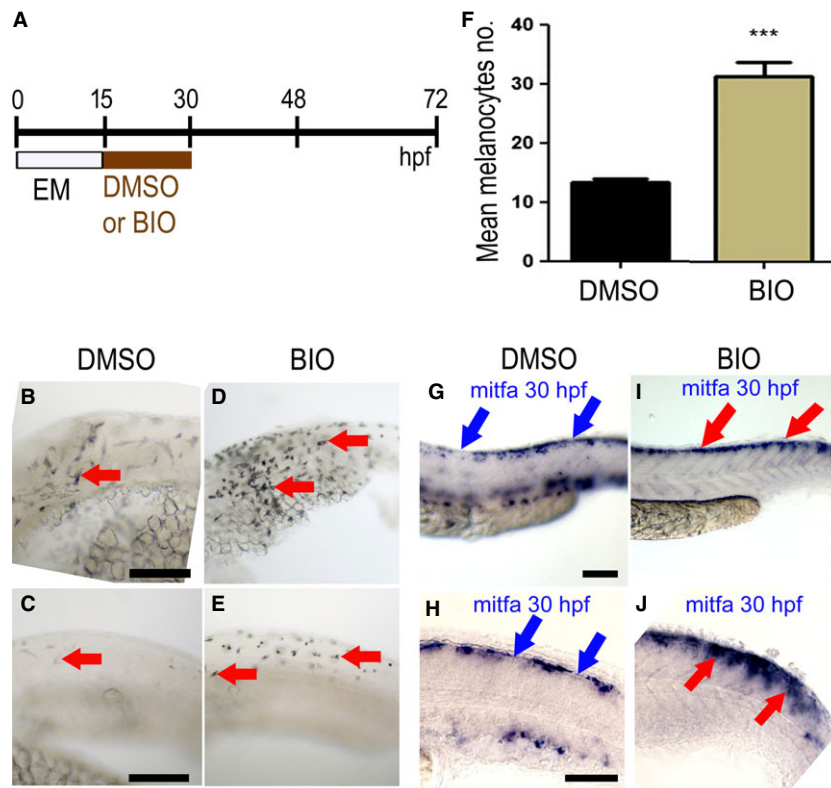 A
0 15 30 48 72
hpf
EM
DMSO
or BIO
F
Mean melanocytes no.
40
30
20
10
0
***
DMSO BIO
DMSO BIO
B
D
C
E
DMSO BIO
G
mitfa 30 hpf
I
mitfa 30 hpf
H
mitfa 30 hpf
J
mitfa 30 hpf